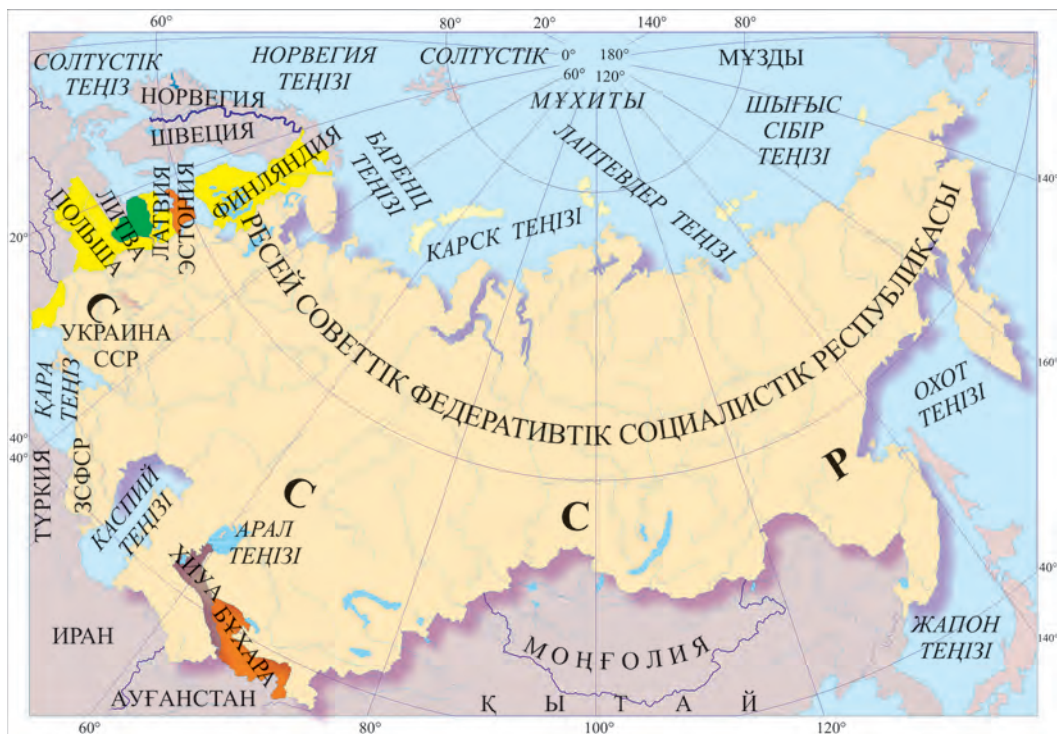 60°
80°
20°
140°
80°
СОЛТҮСТІК
ТЕҢІЗ
НОРВЕГИЯ
ТЕҢІЗІ
СОЛТҮСТІК
0°
180°
60°
120°
МҰЗДЫ
МҰХИТЫ
НОРВЕГИЯ
ШВЕЦИЯ
ФИНЛЯНДИЯ
БАРЕНЦ
ТЕҢІЗІ
КАРСК ТЕҢІЗІ
ЛАПТЕВДЕР ТЕҢІЗІ
ШЫҒЫС
СІБІР
ТЕҢІЗІ
140°
20°
ПОЛЬША
ЛИТВА
ЛАТВИЯ
ЭСТОНИЯ
РЕСЕЙ СОВЕТТІК ФЕДЕРАТИВТІК СОЦИАЛИСТІК РЕСПУБЛИКАСЫ
С
УКРАИНА
ССР
160°
ОХОТ
ТЕҢІЗІ
ҚАРА
ТЕҢІЗ
40°
40°
ТҮРКИЯ
ЗСФСР
КАСПИЙ
ТЕҢІЗІ
С
С
Р
АРАЛ
ТЕҢІЗІ
ХИУА
БҰХАРА
40°
140°
ИРАН
МОҢҒОЛИЯ
ЖАПОН
ТЕҢІЗІ
АУҒАНСТАН
ҚЫТАЙ
60°
80°
100°
120°